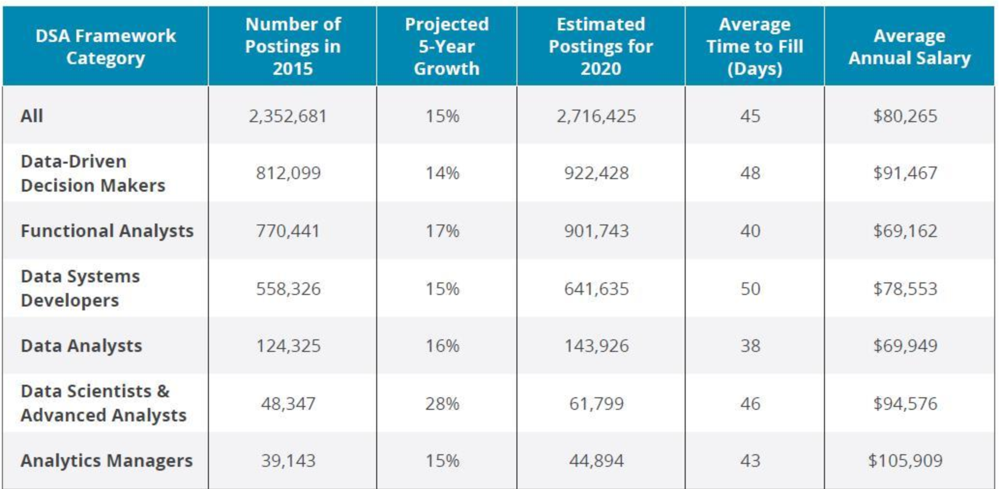 DSA Framework
Category
Number of
Postings in
2015
Projected
5-Year
Growth
Estimated
Postings for
2020
Average
Time to Fill
(Days)
Average
Annual Salary
All 2,352,681 15% 2,716,425 45 $80,265
Data-Driven
Decision Makers
812,099 14% 922,428 48 $91,467
Functional Analysts 770,441 17% 901,743 40 $69,162
Data Systems
Developers
558,326 15% 641,635 50 $78,553
Data Analysts 124,325 16% 143,926 38 $69,949
Data Scientists &
Advanced Analysts
48,347 28% 61,799 46 $94,576
Analytics Managers 39,143 15% 44,894 43 $105,909